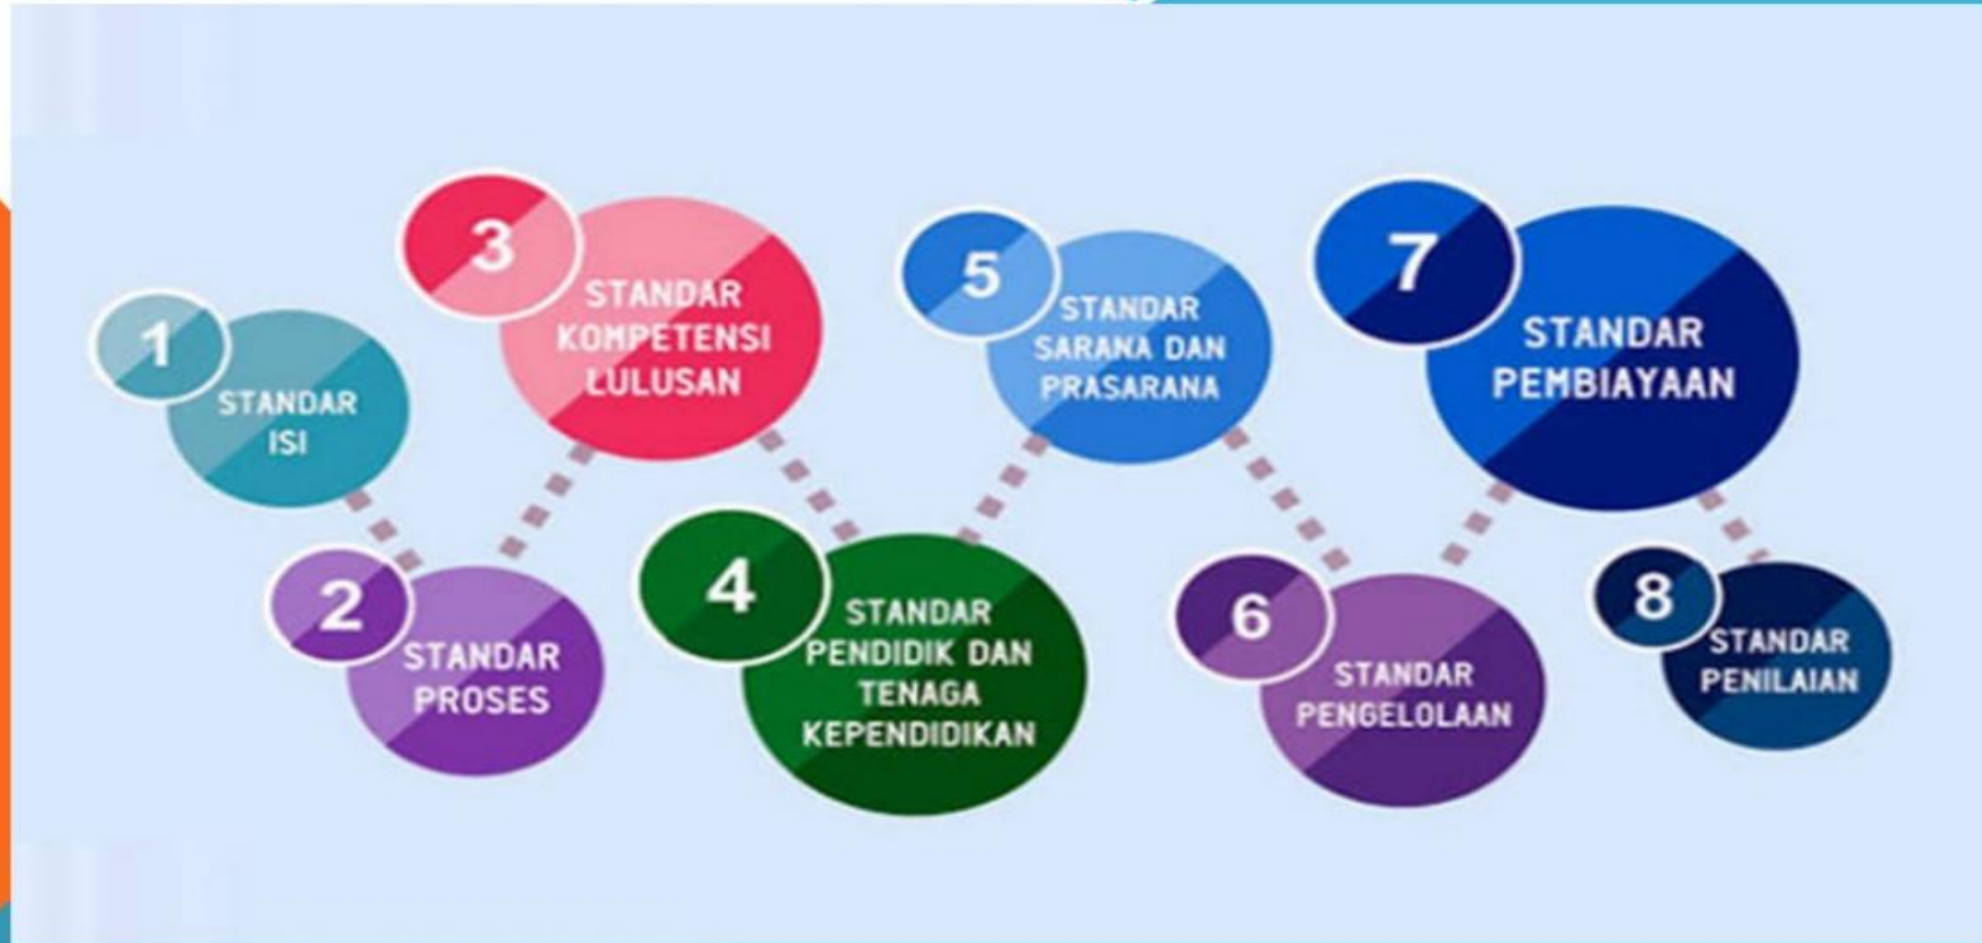 1
STANDAR
ISI
2
STANDAR
PROSES
3
STANDAR
KOMPETENSI
LULUSAN
4
STANDAR
PENDIDIK DAN
TENAGA
KEPENDIDIKAN
5
STANDAR
SARANA DAN
PRASARANA
6
STANDAR
PENGELOLAAN
7
STANDAR
PEMBIAYAAN
8
STANDAR
PENILAIAN